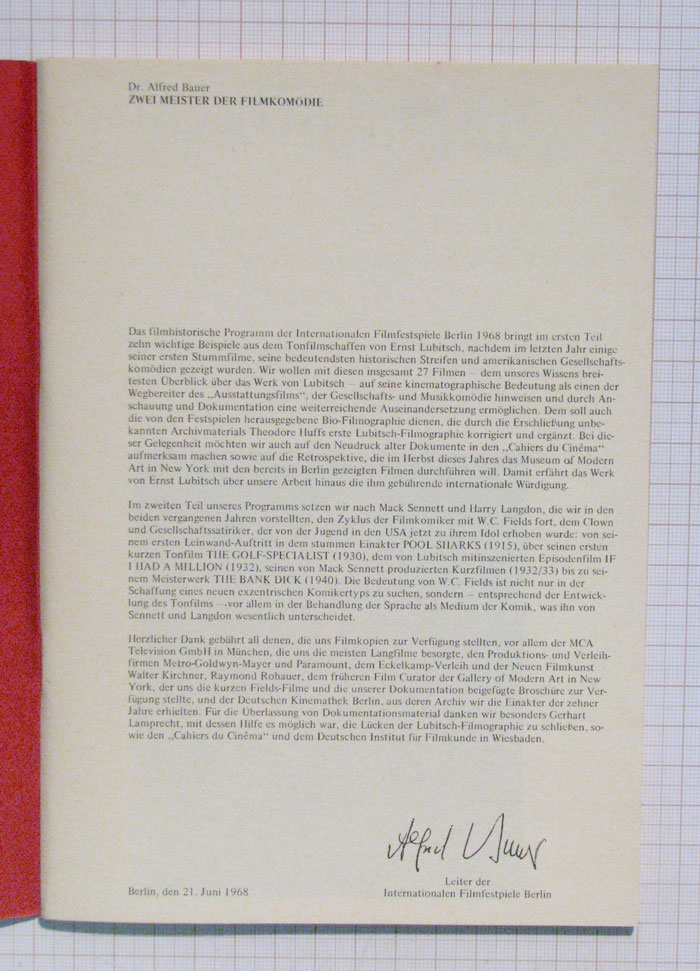 Dr. Alfred Bauer
ZWEI MEISTER DER FILMKOMÖDIE
Das filmhistorische Programm der Internationalen Filmfestspiele Berlin 1968 bringt im ersten Teil
zehn wichtige Beispiele aus dem Tonfilmschaffen von Ernst Lubitsch, nachdem im letzten Jahr einige
seiner ersten Stummfilme, seine bedeutendsten historischen Streifen und amerikanischen Gesellschafts-
komödien gezeigt wurden. Wir wollen mit diesen insgesamt 27 Filmen – dem unseres Wissens brei-
testen Überblick über das Werk von Lubitsch – auf seine kinematographische Bedeutung als einen der
Wegbereiter des „Ausstattungsfilms”, der Gesellschafts- und Musikkomödie hinweisen und durch An-
schauung und Dokumentation eine weiterreichende Auseinandersetzung ermöglichen. Dem soll auch
die von den Festspielen herausgegebene Bio-Filmographie dienen, die durch die Erschließung unbe-
kannten Archivmaterials Theodore Huffs erste Lubitsch-Filmographie korrigiert und ergänzt. Bei die-
ser Gelegenheit möchten wir auch auf den Neudruck alter Dokumente in den „Cahiers du Cinéma”
aufmerksam machen sowie auf die Retrospektive, die im Herbst dieses Jahres das Museum of Modern
Art in New York mit den bereits in Berlin gezeigten Filmen durchführen will. Damit erfährt das Werk
von Ernst Lubitsch über unsere Arbeit hinaus die ihm gebührende internationale Würdigung.
Im zweiten Teil unseres Programms setzen wir nach Mack Sennett und Harry Langdon, die wir in den
beiden vergangenen Jahren vorstellten, den Zyklus der Filmkomiker mit W.C. Fields fort, dem Clown
und Gesellschaftssatiriker, der von der Jugend in den USA jetzt zu ihrem Idol erhoben wurde: von sei-
nem ersten Leinwand-Auftritt in dem stummen Einakter POOL SHARKS (1915), über seinen ersten
kurzen Tonfilm THE GOLF-SPECIALIST (1930), dem von Lubitsch mitinszenierten Episodenfilm IF
I HAD A MILLION (1932), seinen von Mack Sennett produzierten Kurzfilmen (1932/33) bis zu sei-
nem Meisterwerk THE BANK DICK (1940). Die Bedeutung von W.C. Fields ist nicht nur in der
Schaffung eines neuen exzentrischen Komikertyps zu suchen, sondern – entsprechend der Entwick-
lung des Tonfilms – vor allem in der Behandlung der Sprache als Medium der Komik, was ihn von
Sennett und Langdon wesentlich unterscheidet.
Herzlicher Dank gebührt all denen, die uns Filmkopien zur Verfügung stellten, vor allem der MCA
Television GmbH in München, die uns die meisten Langfilme besorgte, den Produktions- und Verleih-
firmen Metro-Goldwyn-Mayer und Paramount, dem Eckelkamp-Verleih und der Neuen Filmkunst
Walter Kirchner, Raymond Rohauer, dem früheren Film Curator der Gallery of Modern Art in New
York, der uns die kurzen Fields-Filme und die unserer Dokumentation beigefügte Broschüre zur Ver-
fügung stellte, und der Deutschen Kinemathek Berlin, aus deren Archiv wir die Einakter der zehner
Jahre erhielten. Für die Überlassung von Dokumentationsmaterial danken wir besonders Gerhart
Lamprecht, mit dessen Hilfe es möglich war, die Lücken der Lubitsch-Filmographie zu schließen, so-
wie den „Cahiers du Cinéma” und dem Deutschen Institut für Filmkunde in Wiesbaden.
Alfred Bauer
Leiter der
Berlin, den 21. Juni 1968 Internationalen Filmfestspiele Berlin